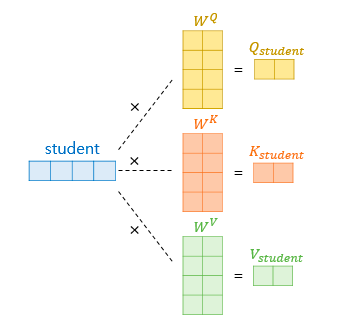 W^Q
Q_student
×
=
student
×
W^K
=
K_student
×
W^V
=
V_student